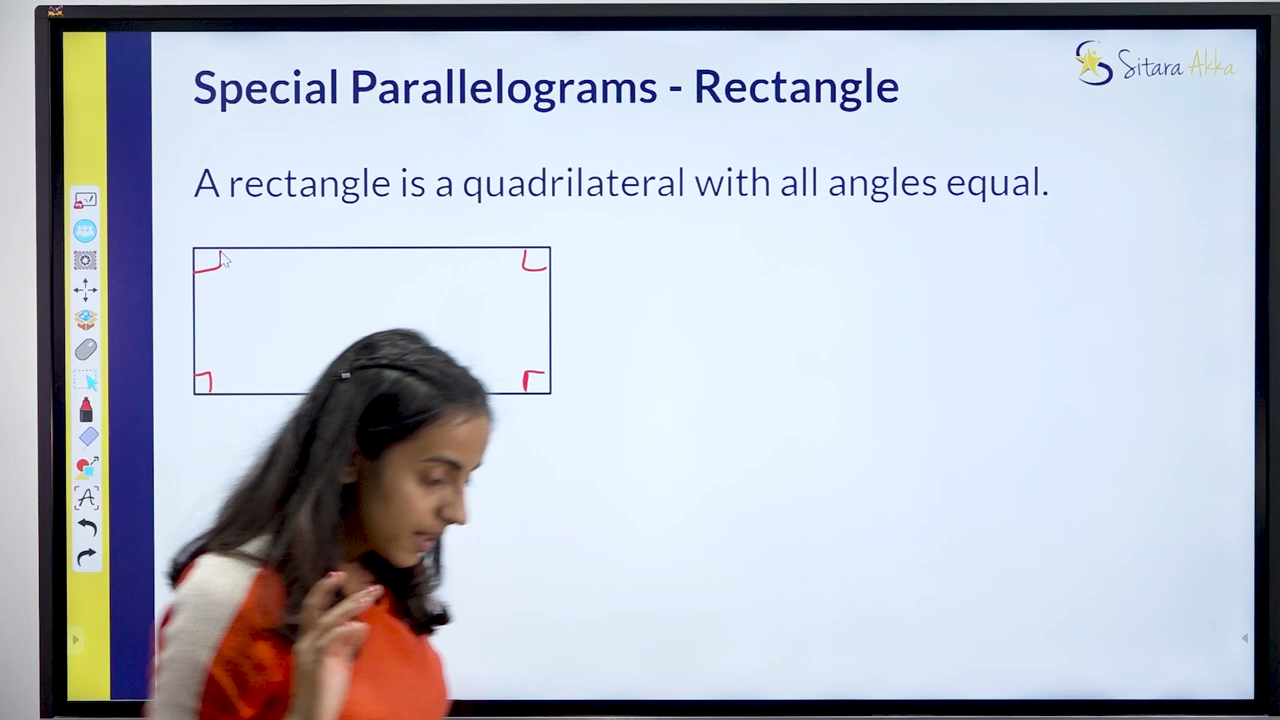 Sitara Akka
Special Parallelograms - Rectangle
A rectangle is a quadrilateral with all angles equal.